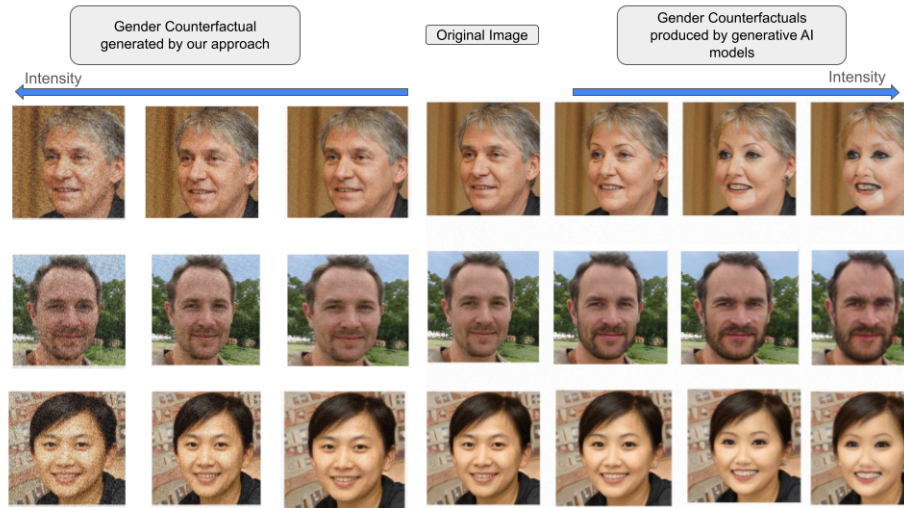 Gender Counterfactual
generated by our approach
Original Image
Gender Counterfactuals
produced by generative AI
models
Intensity
Intensity